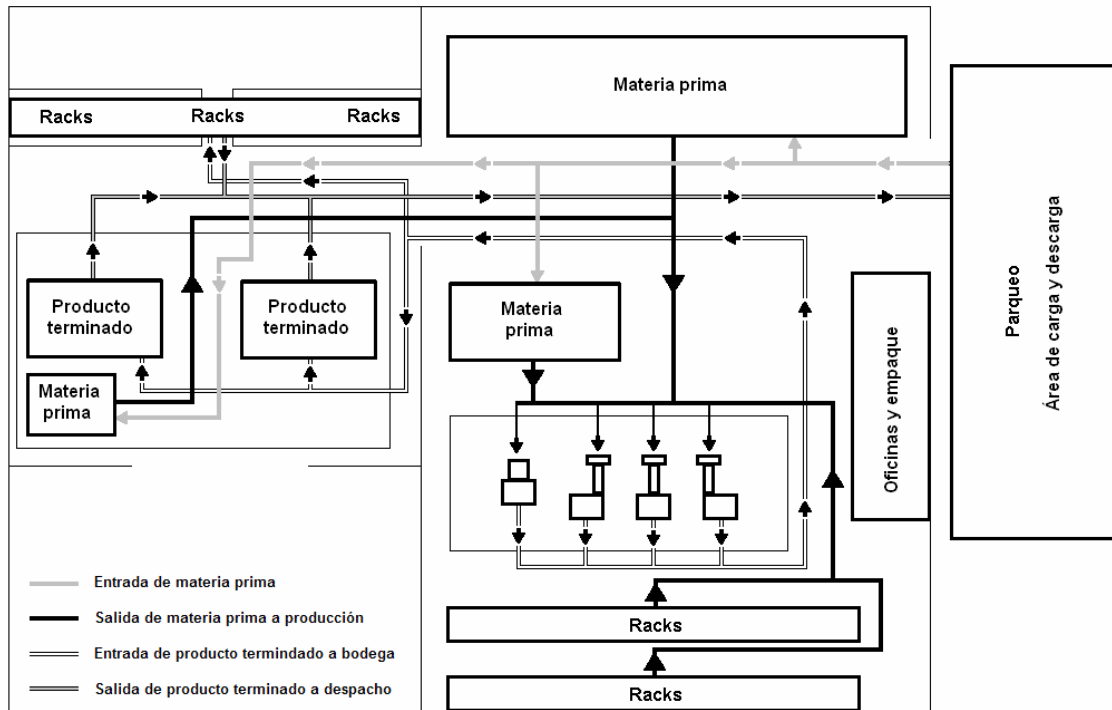 Materia prima
Racks
Racks
Racks
Producto
terminado
Producto
terminado
Materia
prima
Materia
prima
Oficinas y empaque
Parqueo
Área de carga y descarga
Entrada de materia prima
Salida de materia prima a producción
Entrada de producto termindado a bodega
Salida de producto terminado a despacho
Racks
Racks